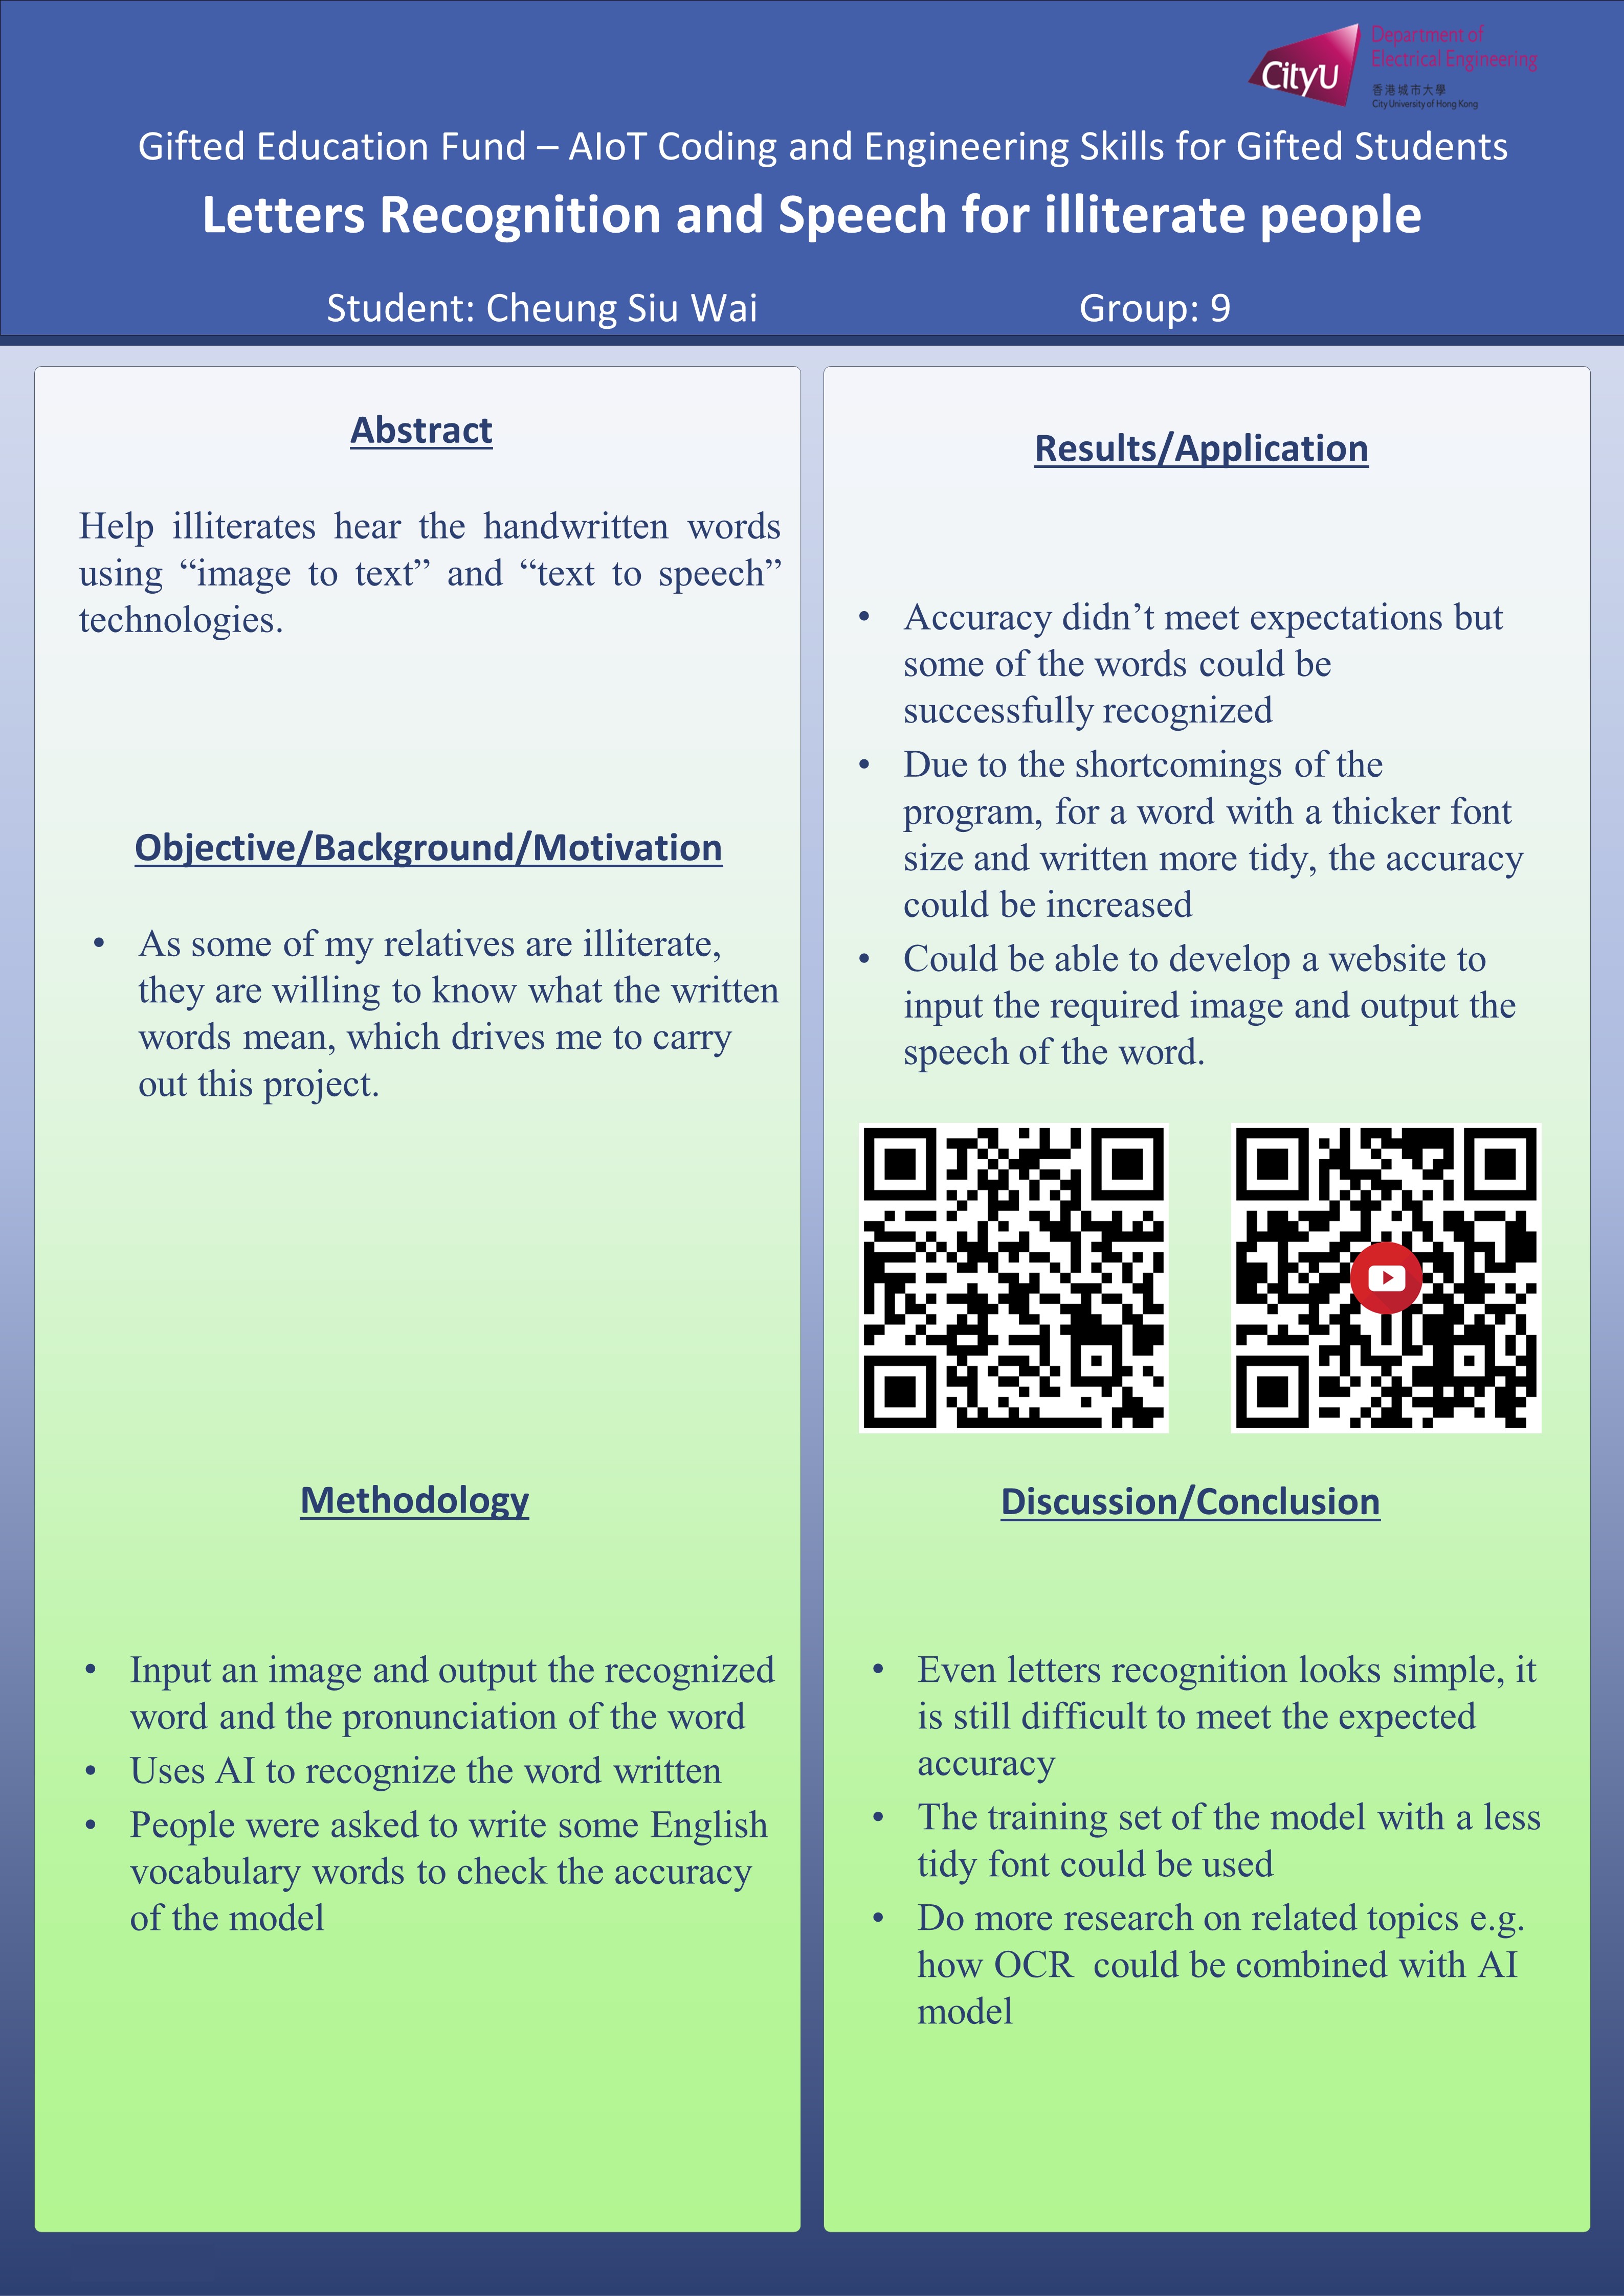 CityU
Department of
Electrical Engineering
香港城市大學
City University of Hong Kong
Gifted Education Fund – AIoT Coding and Engineering Skills for Gifted Students
Letters Recognition and Speech for illiterate people
Student: Cheung Siu Wai Group: 9
Abstract
Help illiterates hear the handwritten words
using “image to text” and “text to speech”
technologies.
Objective/Background/Motivation
• As some of my relatives are illiterate,
they are willing to know what the written
words mean, which drives me to carry
out this project.
Methodology
• Input an image and output the recognized
word and the pronunciation of the word
• Uses AI to recognize the word written
• People were asked to write some English
vocabulary words to check the accuracy
of the model
Results/Application
• Accuracy didn’t meet expectations but
some of the words could be
successfully recognized
• Due to the shortcomings of the
program, for a word with a thicker font
size and written more tidy, the accuracy
could be increased
• Could be able to develop a website to
input the required image and output the
speech of the word.
Discussion/Conclusion
• Even letters recognition looks simple, it
is still difficult to meet the expected
accuracy
• The training set of the model with a less
tidy font could be used
• Do more research on related topics e.g.
how OCR could be combined with AI
model